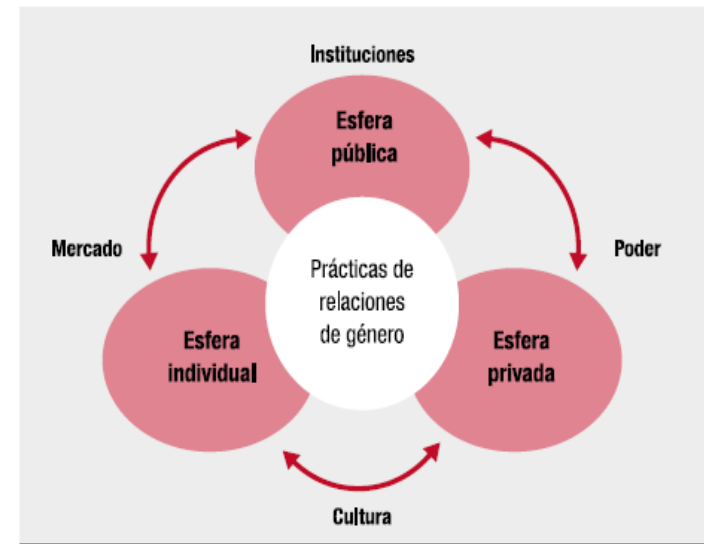 Instituciones
Esfera
pública
Mercado
Poder
Prácticas de
relaciones
de género
Esfera
individual
Esfera
privada
Cultura